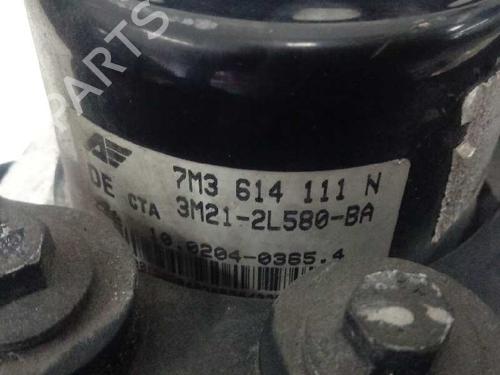 PARTS
7M3 614 111 N
DE CTA 3M21-2L580-BA
10.0204-0365.4